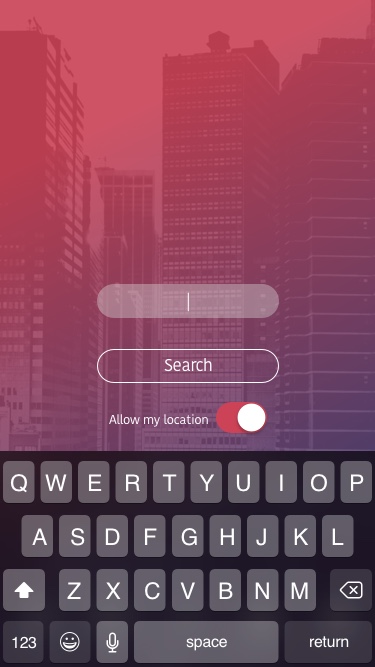 Search
Allow my location
Q W E R T Y U I O P
A S D F G H J K L
Z X C V B N M
123 space return